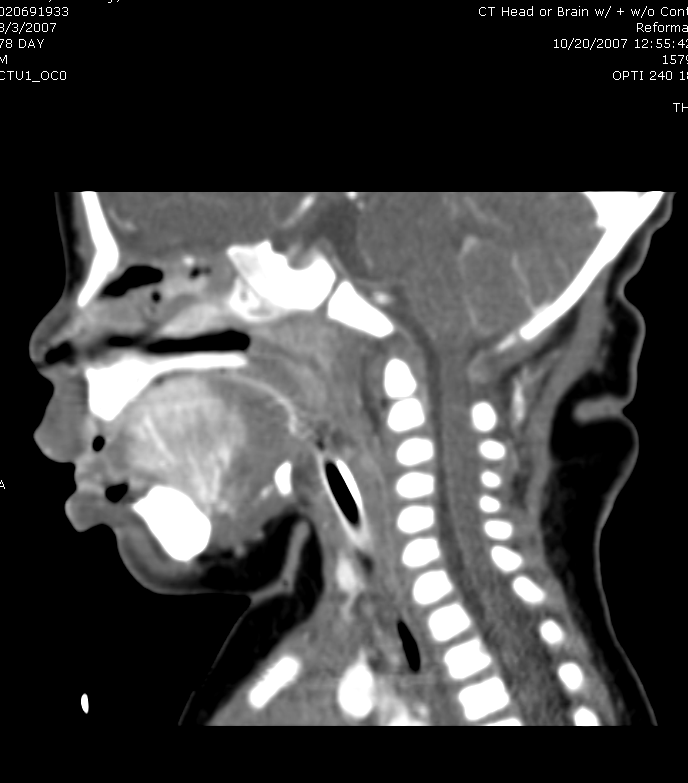 020691933
3/3/2007
78 DAY
M
CTU1_OC0
CT Head or Brain w/ + w/o Cont
Reforma
10/20/2007 12:55:42
1579
OPTI 240 18
TH
A